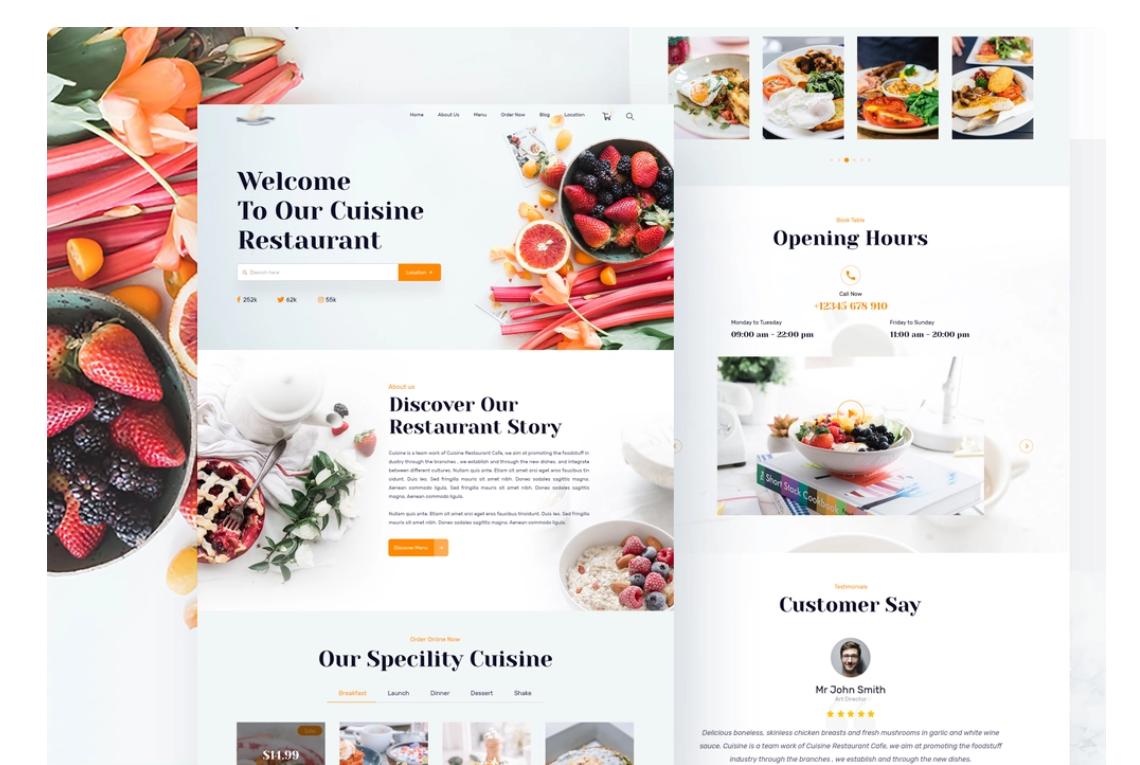 Home About Us Menu Order Now Blog Location
Welcome
To Our Cuisine
Restaurant
Search here
Location
252k 62k 55k
About us
Discover Our
Restaurant Story
Cuisine is a team work of Cuisine Restaurant Cafe, we aim at promoting the foodstuff in
dustry through the branches , we establish and through the new dishes, and integrate
between different cultures. Nullam quis ante. Etiam sit amet orci eget eros faucibus tin
cidunt. Duis leo. Sed fringilla mauris sit amet nibh. Donec sodales sagittis magna.
Aenean commodo ligula. Sed fringilla mauris sit amet nibh. Donec sodales sagittis
magna. Aenean commodo ligula.
Nullam quis ante. Etiam sit amet orci eget eros faucibus tincidunt. Duis leo. Sed fringilla
mauris sit amet nibh. Donec sodales sagittis magna. Aenean commodo ligula.
Discover Menu
Order Online Now
Our Specility Cuisine
Breakfast Launch Dinner Dessert Shake
$14.99
Book Table
Opening Hours
Call Now
+12345 678 910
Monday to Tuesday
09:00 am - 22:00 pm
Friday to Sunday
11:00 am - 20:00 pm
Short Stack Cookbook
Testimonials
Customer Say
Mr John Smith
Art Director
Delicious boneless, skinless chicken breasts and fresh mushrooms in garlic and white wine
sauce. Cuisine is a team work of Cuisine Restaurant Cafe, we aim at promoting the foodstuff
industry through the branches , we establish and through the new dishes.